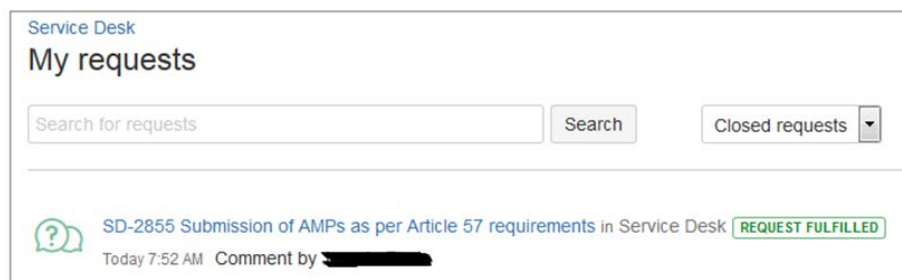 Service Desk
My requests
Search for requests Search Closed requests
SD-2855 Submission of AMPs as per Article 57 requirements in Service Desk REQUEST FULFILLED
Today 7:52 AM Comment by